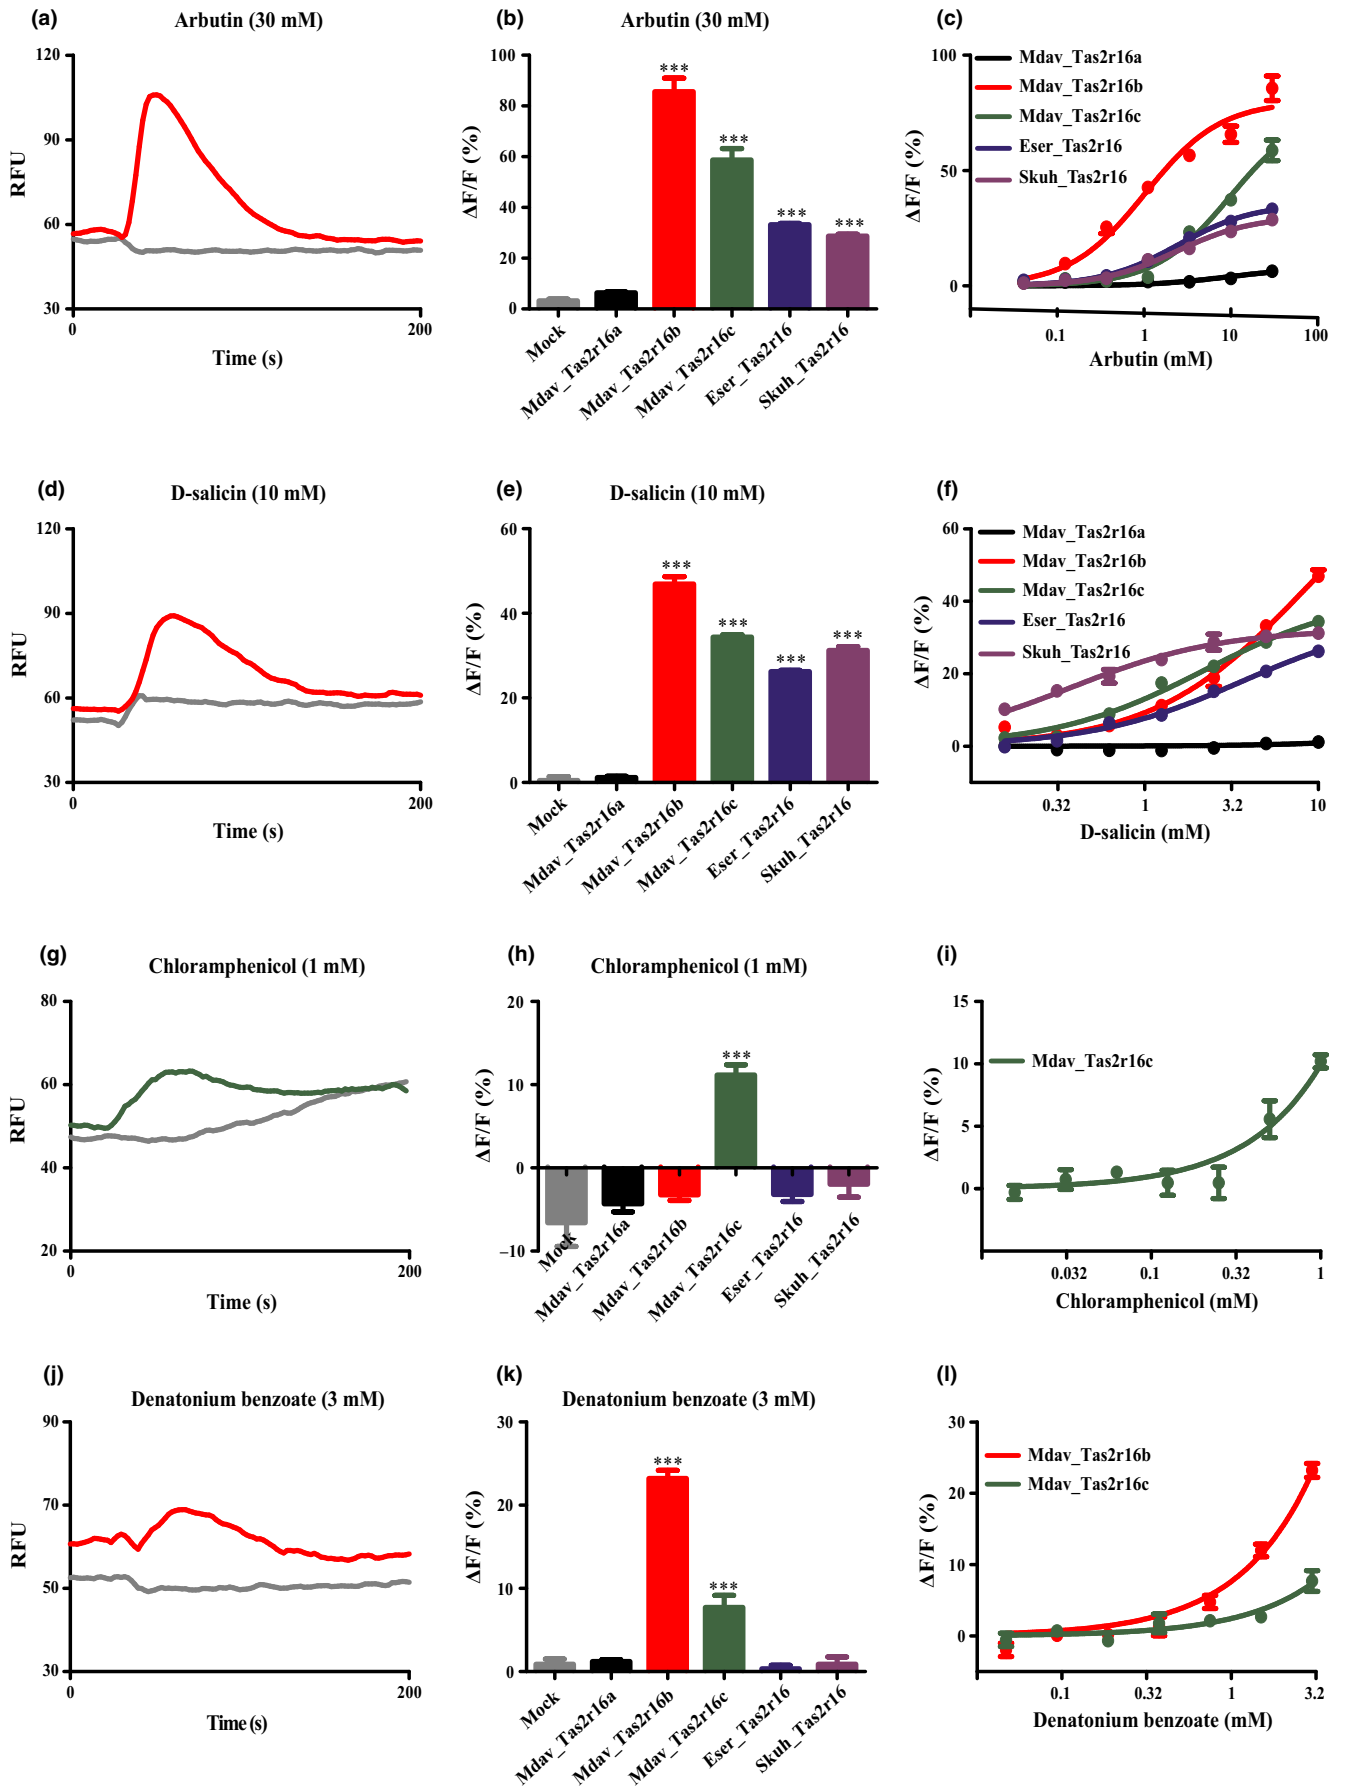 (a)
Arbutin (30 mM)
120
90
60
30
RFU
0
200
Time (s)
(b)
Arbutin (30 mM)
100
80
60
40
20
0
ΔF/F (%)
***
***
***
***
Mock
Mdav_Tas2r16a
Mdav_Tas2r16b
Mdav_Tas2r16c
Eser_Tas2r16
Skuh_Tas2r16
(c)
100
50
0
ΔF/F (%)
Mdav_Tas2r16a
Mdav_Tas2r16b
Mdav_Tas2r16c
Eser_Tas2r16
Skuh_Tas2r16
0.1
1
10
100
Arbutin (mM)
(d)
D-salicin (10 mM)
120
90
60
30
RFU
0
200
Time (s)
(e)
D-salicin (10 mM)
60
40
20
0
ΔF/F (%)
***
***
***
***
Mock
Mdav_Tas2r16a
Mdav_Tas2r16b
Mdav_Tas2r16c
Eser_Tas2r16
Skuh_Tas2r16
(f)
60
40
20
0
ΔF/F (%)
Mdav_Tas2r16a
Mdav_Tas2r16b
Mdav_Tas2r16c
Eser_Tas2r16
Skuh_Tas2r16
0.32
1
3.2
10
D-salicin (mM)
(g)
Chloramphenicol (1 mM)
80
60
40
20
RFU
0
200
Time (s)
(h)
Chloramphenicol (1 mM)
20
10
0
−10
ΔF/F (%)
***
Mock
Mdav_Tas2r16a
Mdav_Tas2r16b
Mdav_Tas2r16c
Eser_Tas2r16
Skuh_Tas2r16
(i)
15
10
5
0
ΔF/F (%)
Mdav_Tas2r16c
0.032
0.1
0.32
1
Chloramphenicol (mM)
(j)
Denatonium benzoate (3 mM)
90
70
50
30
RFU
0
200
Time (s)
(k)
Denatonium benzoate (3 mM)
30
20
10
0
ΔF/F (%)
***
***
Mock
Mdav_Tas2r16a
Mdav_Tas2r16b
Mdav_Tas2r16c
Eser_Tas2r16
Skuh_Tas2r16
(l)
30
20
10
0
ΔF/F (%)
Mdav_Tas2r16b
Mdav_Tas2r16c
0.1
0.32
1
3.2
Denatonium benzoate (mM)